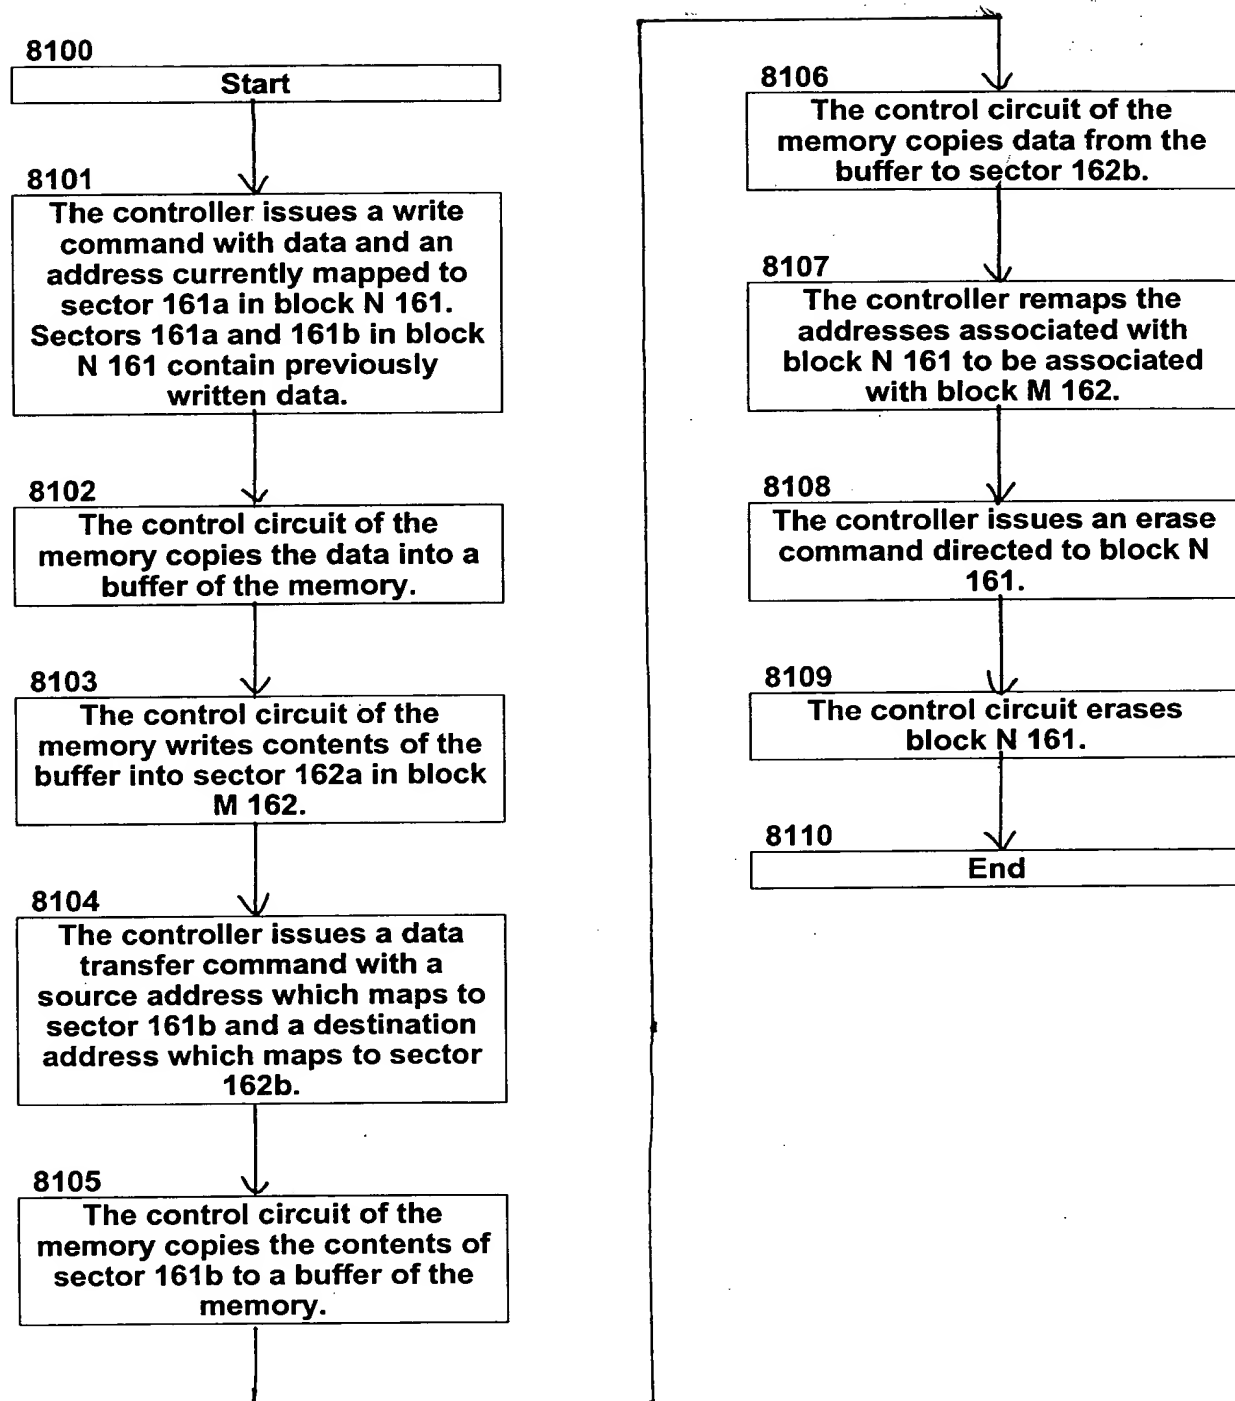 8100
Start
8101
The controller issues a write
command with data and an
address currently mapped to
sector 161a in block N 161.
Sectors 161a and 161b in block
N 161 contain previously
written data.
8102
The control circuit of the
memory copies the data into a
buffer of the memory.
8103
The control circuit of the
memory writes contents of the
buffer into sector 162a in block
M 162.
8104
The controller issues a data
transfer command with a
source address which maps to
sector 161b and a destination
address which maps to sector
162b.
8105
The control circuit of the
memory copies the contents of
sector 161b to a buffer of the
memory.
8106
The control circuit of the
memory copies data from the
buffer to sector 162b.
8107
The controller remaps the
addresses associated with
block N 161 to be associated
with block M 162.
8108
The controller issues an erase
command directed to block N
161.
8109
The control circuit erases
block N 161.
8110
End